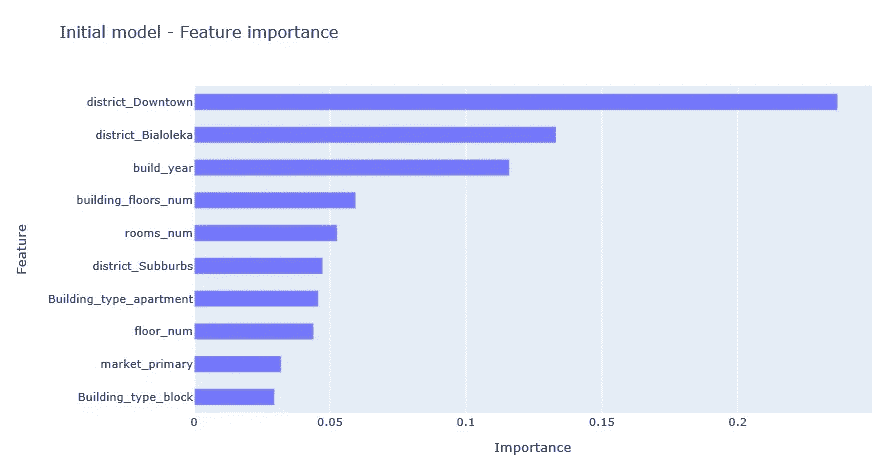 Initial model - Feature importance
district_Downtown
district_Bialoleka
build_year
building_floors_num
rooms_num
district_Subburbs
Building_type_apartment
floor_num
market_primary
Building_type_block
Feature
0 0.05 0.1 0.15 0.2
Importance